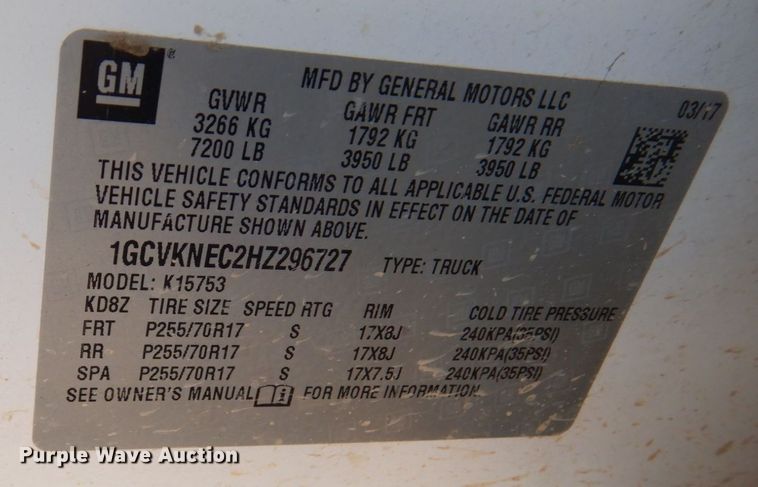 GM ®
MFD BY GENERAL MOTORS LLC
03/17
GVWR GAWR FRT GAWR RR
3266 KG 1792 KG 1792 KG
7200 LB 3950 LB 3950 LB
THIS VEHICLE CONFORMS TO ALL APPLICABLE U.S. FEDERAL MOTOR
VEHICLE SAFETY STANDARDS IN EFFECT ON THE DATE OF
MANUFACTURE SHOWN ABOVE.
1GCVKNEC2HZ296727 TYPE: TRUCK
MODEL: K15753
KD8Z TIRE SIZE SPEED RTG RIM COLD TIRE PRESSURE
FRT P255/70R17 S 17X8J 240KPA(35PSI)
RR P255/70R17 S 17X8J 240KPA(35PSI)
SPA P255/70R17 S 17X7.5J 240KPA(35PSI)
SEE OWNER'S MANUAL i FOR MORE INFORMATION.
Purple Wave Auction